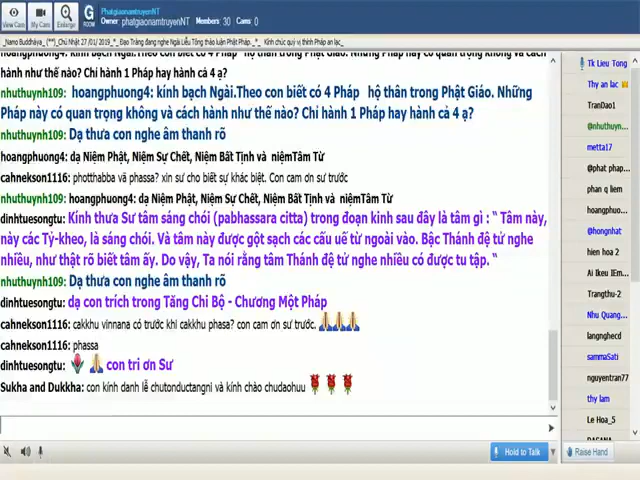 PhatgiaonamtruyenNT
Owner: phatgiaonamtruyenNT Members: 30 Cams: 0
View Cam My Cam Enlarge G ROOM
_Namo Buddhāya_ (**)_Chủ Nhật 27 /01/ 2019_*_ Đạo Tràng đang nghe Ngài Liễu Tông thảo luận Phật Pháp._*_ Kính chúc quý vị thính Pháp an lạc_
hành như thế nào? Chỉ hành 1 Pháp hay hành cả 4 ạ?
nhuthuynh109: hoangphuong4: kính bạch Ngài.Theo con biết có 4 Pháp hộ thân trong Phật Giáo. Những
Pháp này có quan trọng không và cách hành như thế nào? Chỉ hành 1 Pháp hay hành cả 4 ạ?
nhuthuynh109: Dạ thưa con nghe âm thanh rõ
hoangphuong4: dạ Niệm Phật, Niệm Sự Chết, Niệm Bất Tịnh và niệmTâm Từ
cahnekson1116: photthabba vã phassa? xin sư cho biết sự khác biệt. Con cam ơn sư trước
nhuthuynh109: hoangphuong4: dạ Niệm Phật, Niệm Sự Chết, Niệm Bất Tịnh và niệmTâm Từ
dinhtuesongtu: Kính thưa Sư tâm sáng chói (pabhassara citta) trong đoạn kinh sau đây là tâm gì : “ Tâm này,
này các Tỷ-kheo, là sáng chói. Và tâm này được gột sạch các cấu uế từ ngoài vào. Bậc Thánh đệ tử nghe
nhiều, như thật rõ biết tâm ấy. Do vậy, Ta nói rằng tâm Thánh đệ tử nghe nhiều có được tu tập. “
nhuthuynh109: Dạ thưa con nghe âm thanh rõ
dinhtuesongtu: dạ con trích trong Tăng Chi Bộ - Chương Một Pháp
cahnekson1116: cakkhu vinnana có trước khi cakkhu phasa? con cam ơn sư trước. 🙏🙏🙏
cahnekson1116: phassa
dinhtuesongtu: 🌷 🙏 con tri ơn Sư
Sukha and Dukkha: con kính danh lễ chutonductangni và kính chào chudaohuu 🌹 🌹 🌹
Hold to Talk
Tk Lieu Tong
Thy an lac
TranDao1
@nhuthuyn...
metta17
@phat phap...
phan q liem
hoangphuo...
@hongnhat
hien hoa 2
Ai Ikeu IEm...
Trangthu-2
Nhu Quang...
langnghecd
sammaSati
nguyentran77
thy lam
Le Hoa_5
Raise Hand